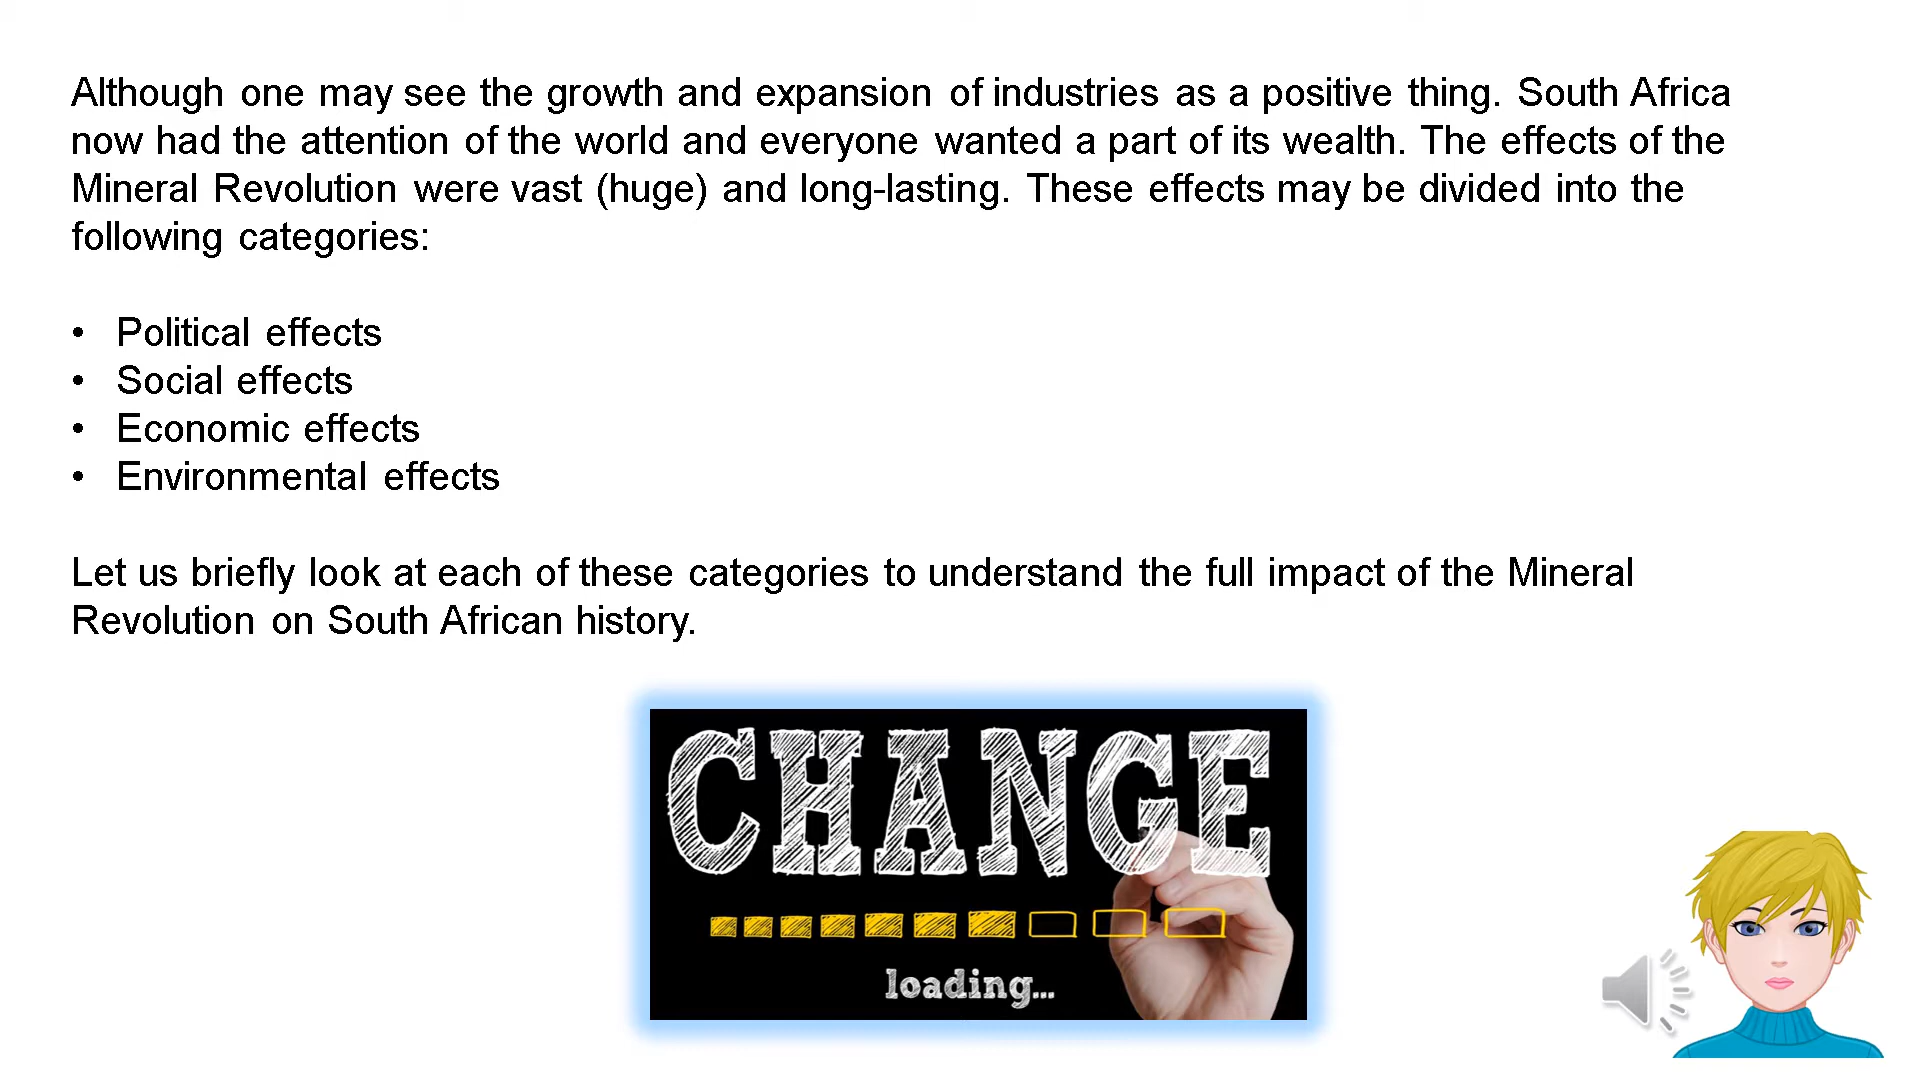 Although one may see the growth and expansion of industries as a positive thing. South Africa
now had the attention of the world and everyone wanted a part of its wealth. The effects of the
Mineral Revolution were vast (huge) and long-lasting. These effects may be divided into the
following categories:
• Political effects
• Social effects
• Economic effects
• Environmental effects
Let us briefly look at each of these categories to understand the full impact of the Mineral
Revolution on South African history.
CHANGE
loading...